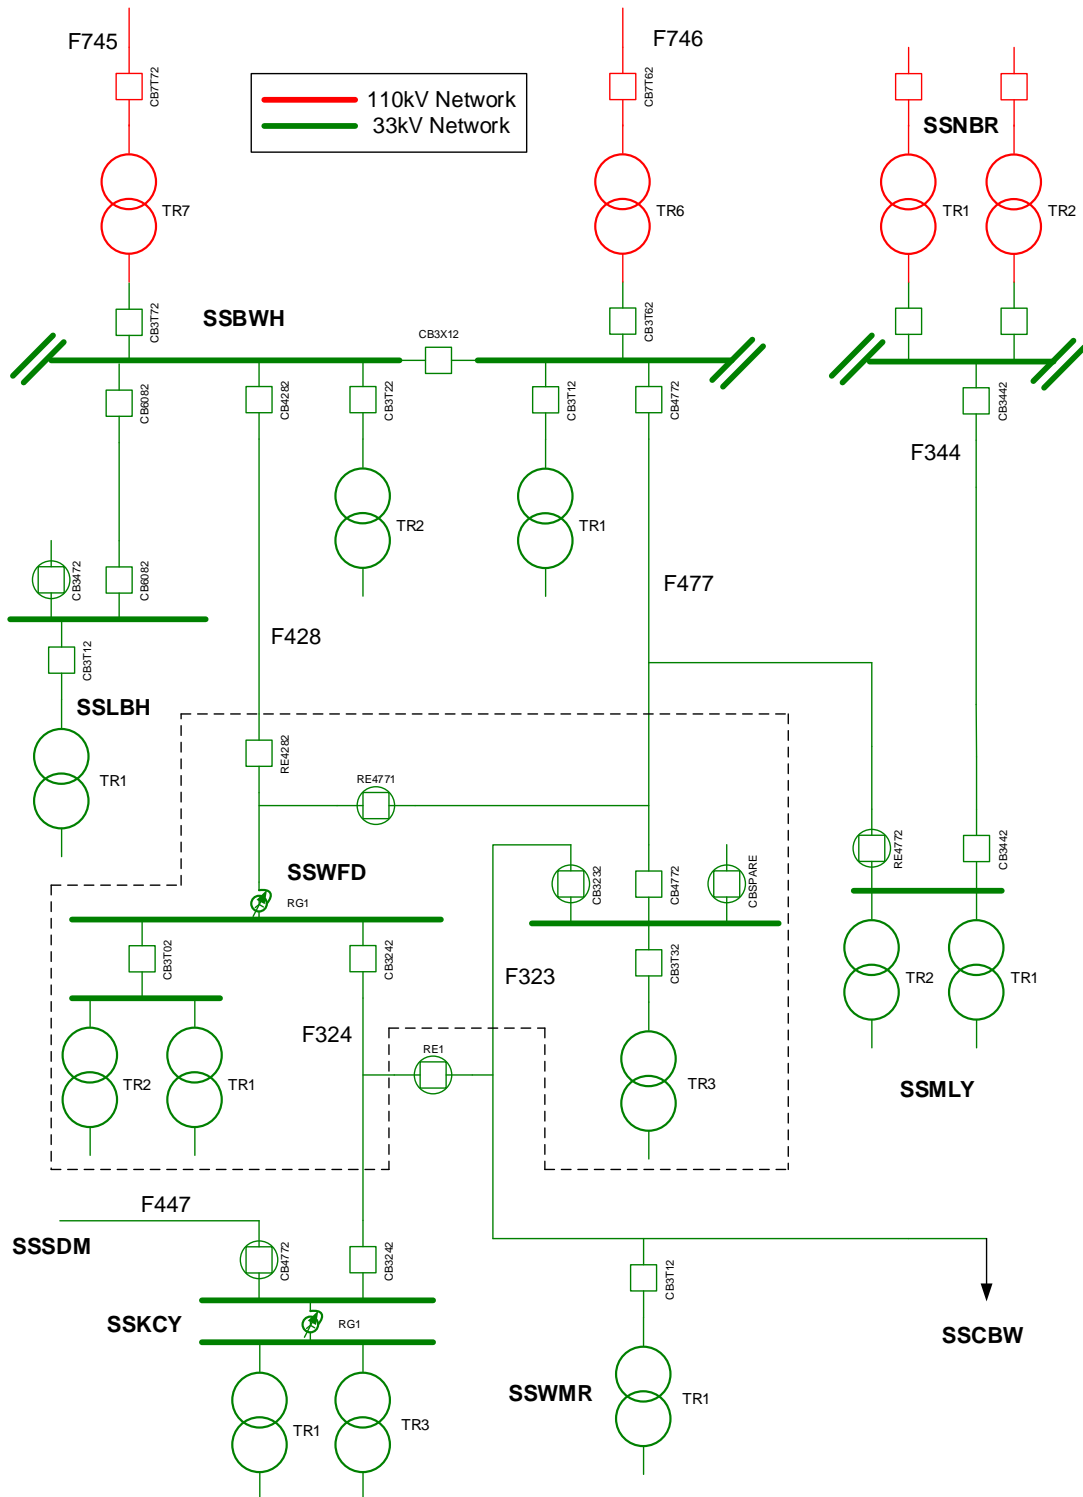 F745
F746
CB7T72
CB7T62
110kV Network
33kV Network
SSNBR
TR7
TR6
TR1
TR2
CB3T72
SSBWH
CB3T62
CB3X12
CB6082
CB4282
CB3T22
CB3T12
CB4772
CB3442
F344
TR2
TR1
CB3472
CB6082
F477
F428
CB3T12
SSLBH
TR1
RE4282
RE4771
RE4772
CB3442
SSWFD
RG1
CB3232
CB4772
CBSPARE
CB3T02
CB3242
F323
CB3T32
TR2
TR1
F324
RE1
TR3
TR2
TR1
SSMLY
F447
SSSDM
CB4772
CB3242
CB3T12
SSKCY
RG1
SSCBW
TR1
TR3
SSWMR
TR1